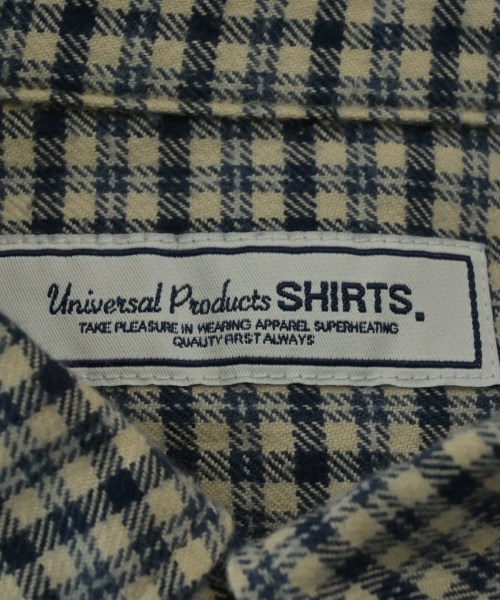 Universal Products SHIRTS.
TAKE PLEASURE IN WEARING APPAREL SUPERHEATING
QUALITY FIRST ALWAYS